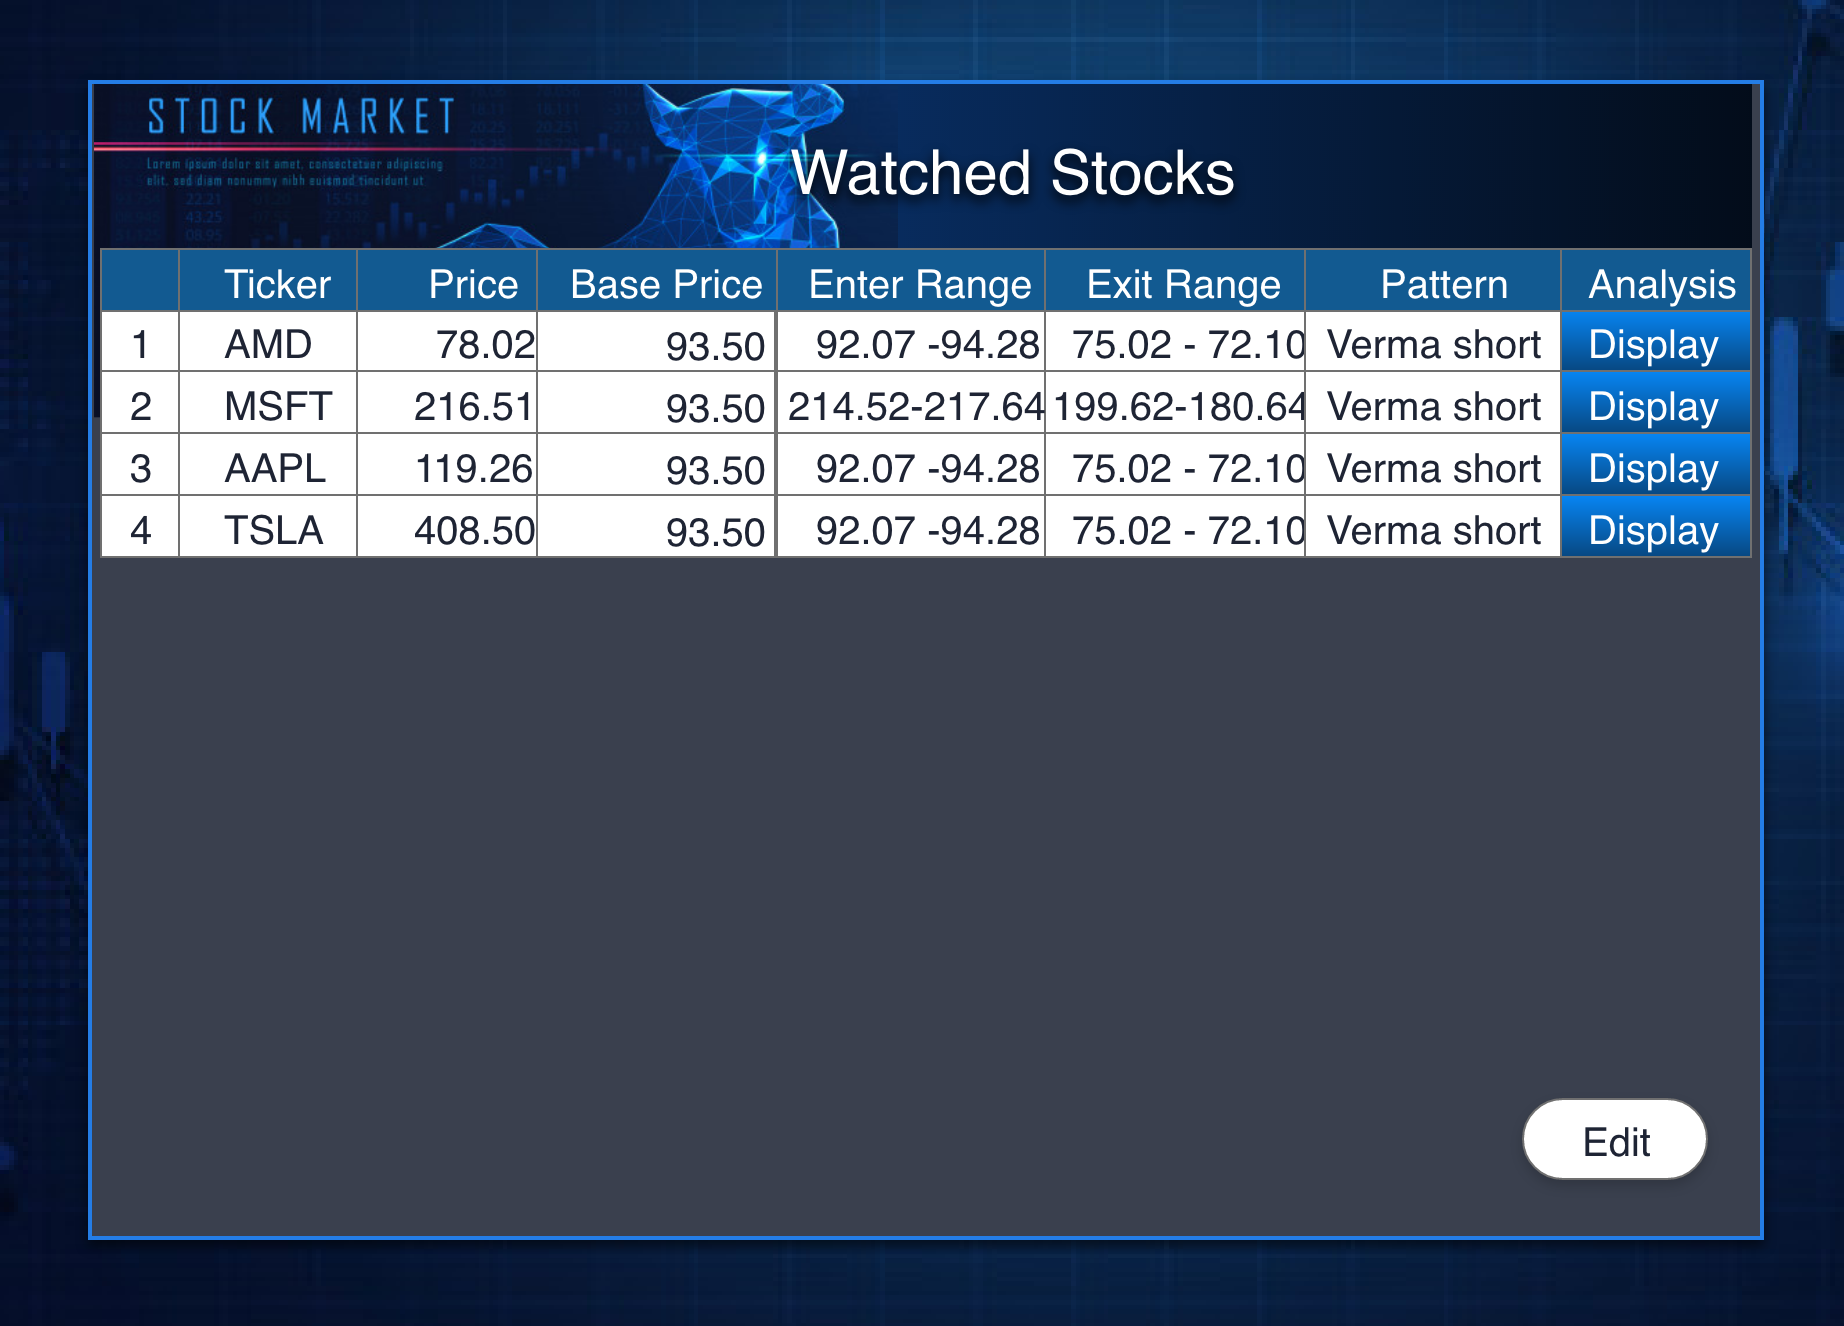 STOCK MARKET
Lorem ipsum dolor sit amet, consectetuer adipiscing
elit, sed diam nonummy nibh euismod tincidunt ut
Watched Stocks
Ticker Price Base Price Enter Range Exit Range Pattern Analysis
1 AMD 78.02 93.50 92.07 -94.28 75.02 - 72.10 Verma short Display
2 MSFT 216.51 93.50 214.52-217.64 199.62-180.64 Verma short Display
3 AAPL 119.26 93.50 92.07 -94.28 75.02 - 72.10 Verma short Display
4 TSLA 408.50 93.50 92.07 -94.28 75.02 - 72.10 Verma short Display
Edit